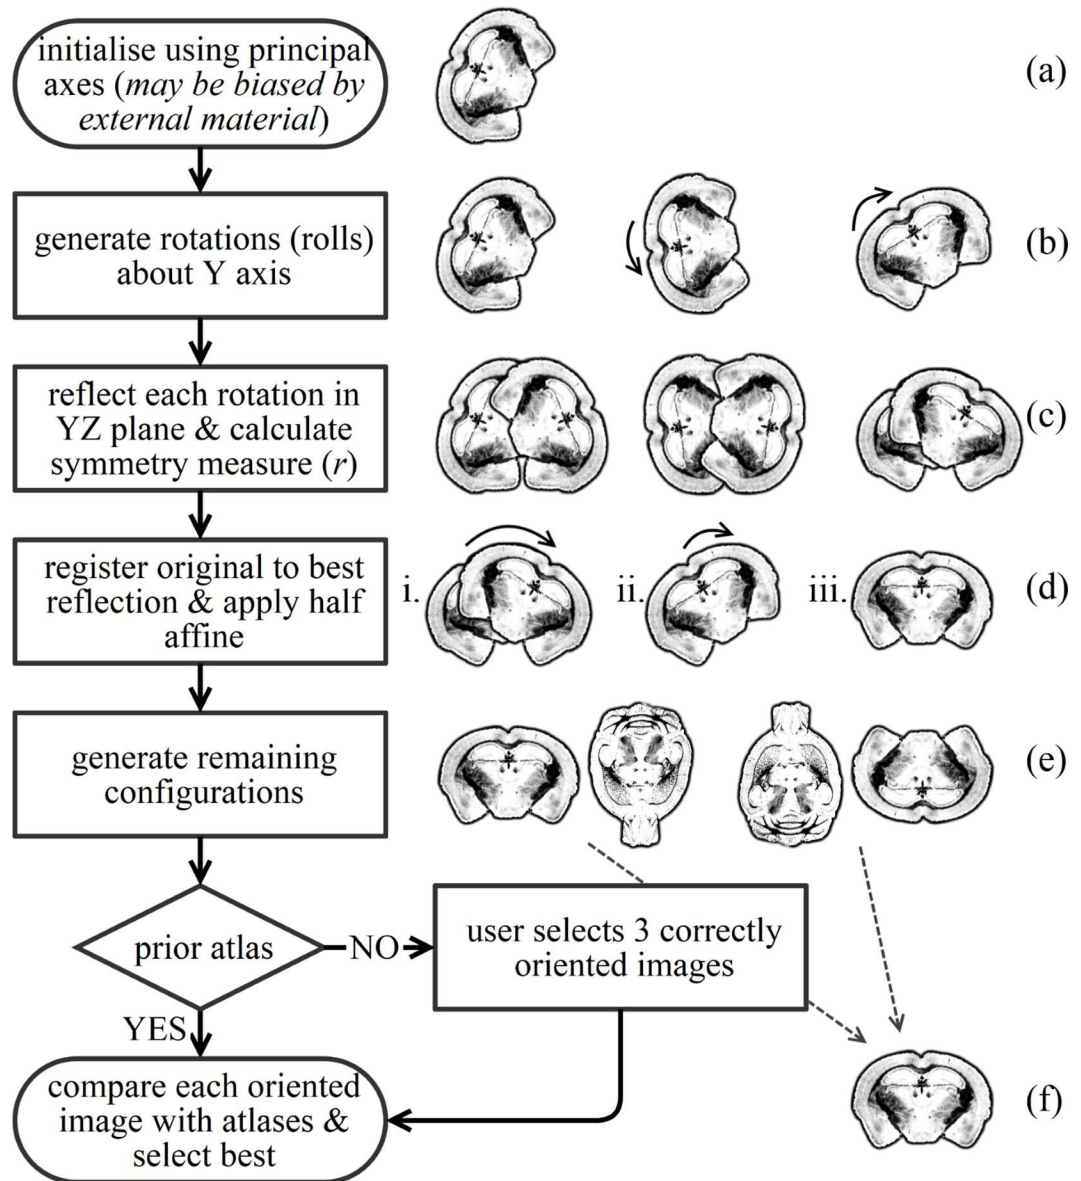 initialise using principal
axes (may be biased by
external material)
(a)
generate rotations (rolls)
about Y axis
(b)
reflect each rotation in
YZ plane & calculate
symmetry measure (r)
(c)
register original to best
reflection & apply half
affine
i.
ii.
iii.
(d)
generate remaining
configurations
(e)
prior atlas
NO
user selects 3 correctly
oriented images
YES
compare each oriented
image with atlases &
select best
(f)